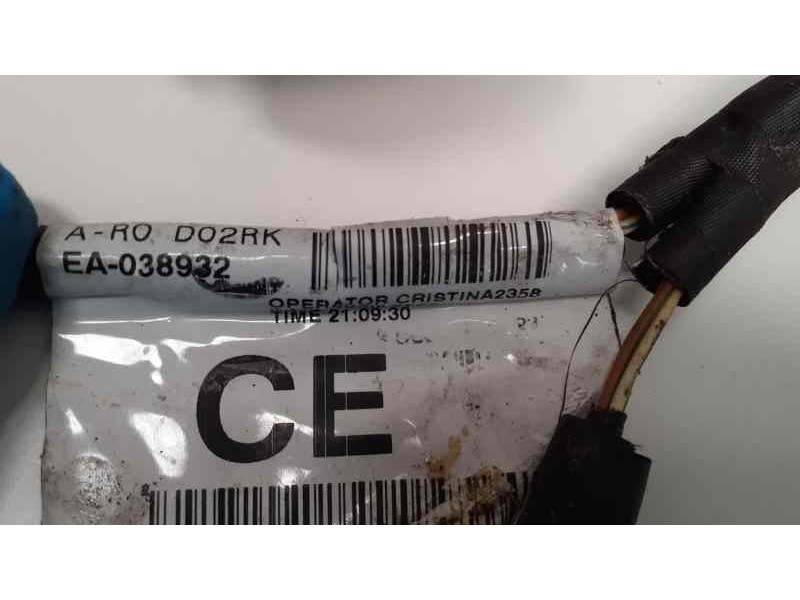 A-RO D02RK
EA-038932
OPERATOR CRISTINA2358
TIME 21:09:30
CE